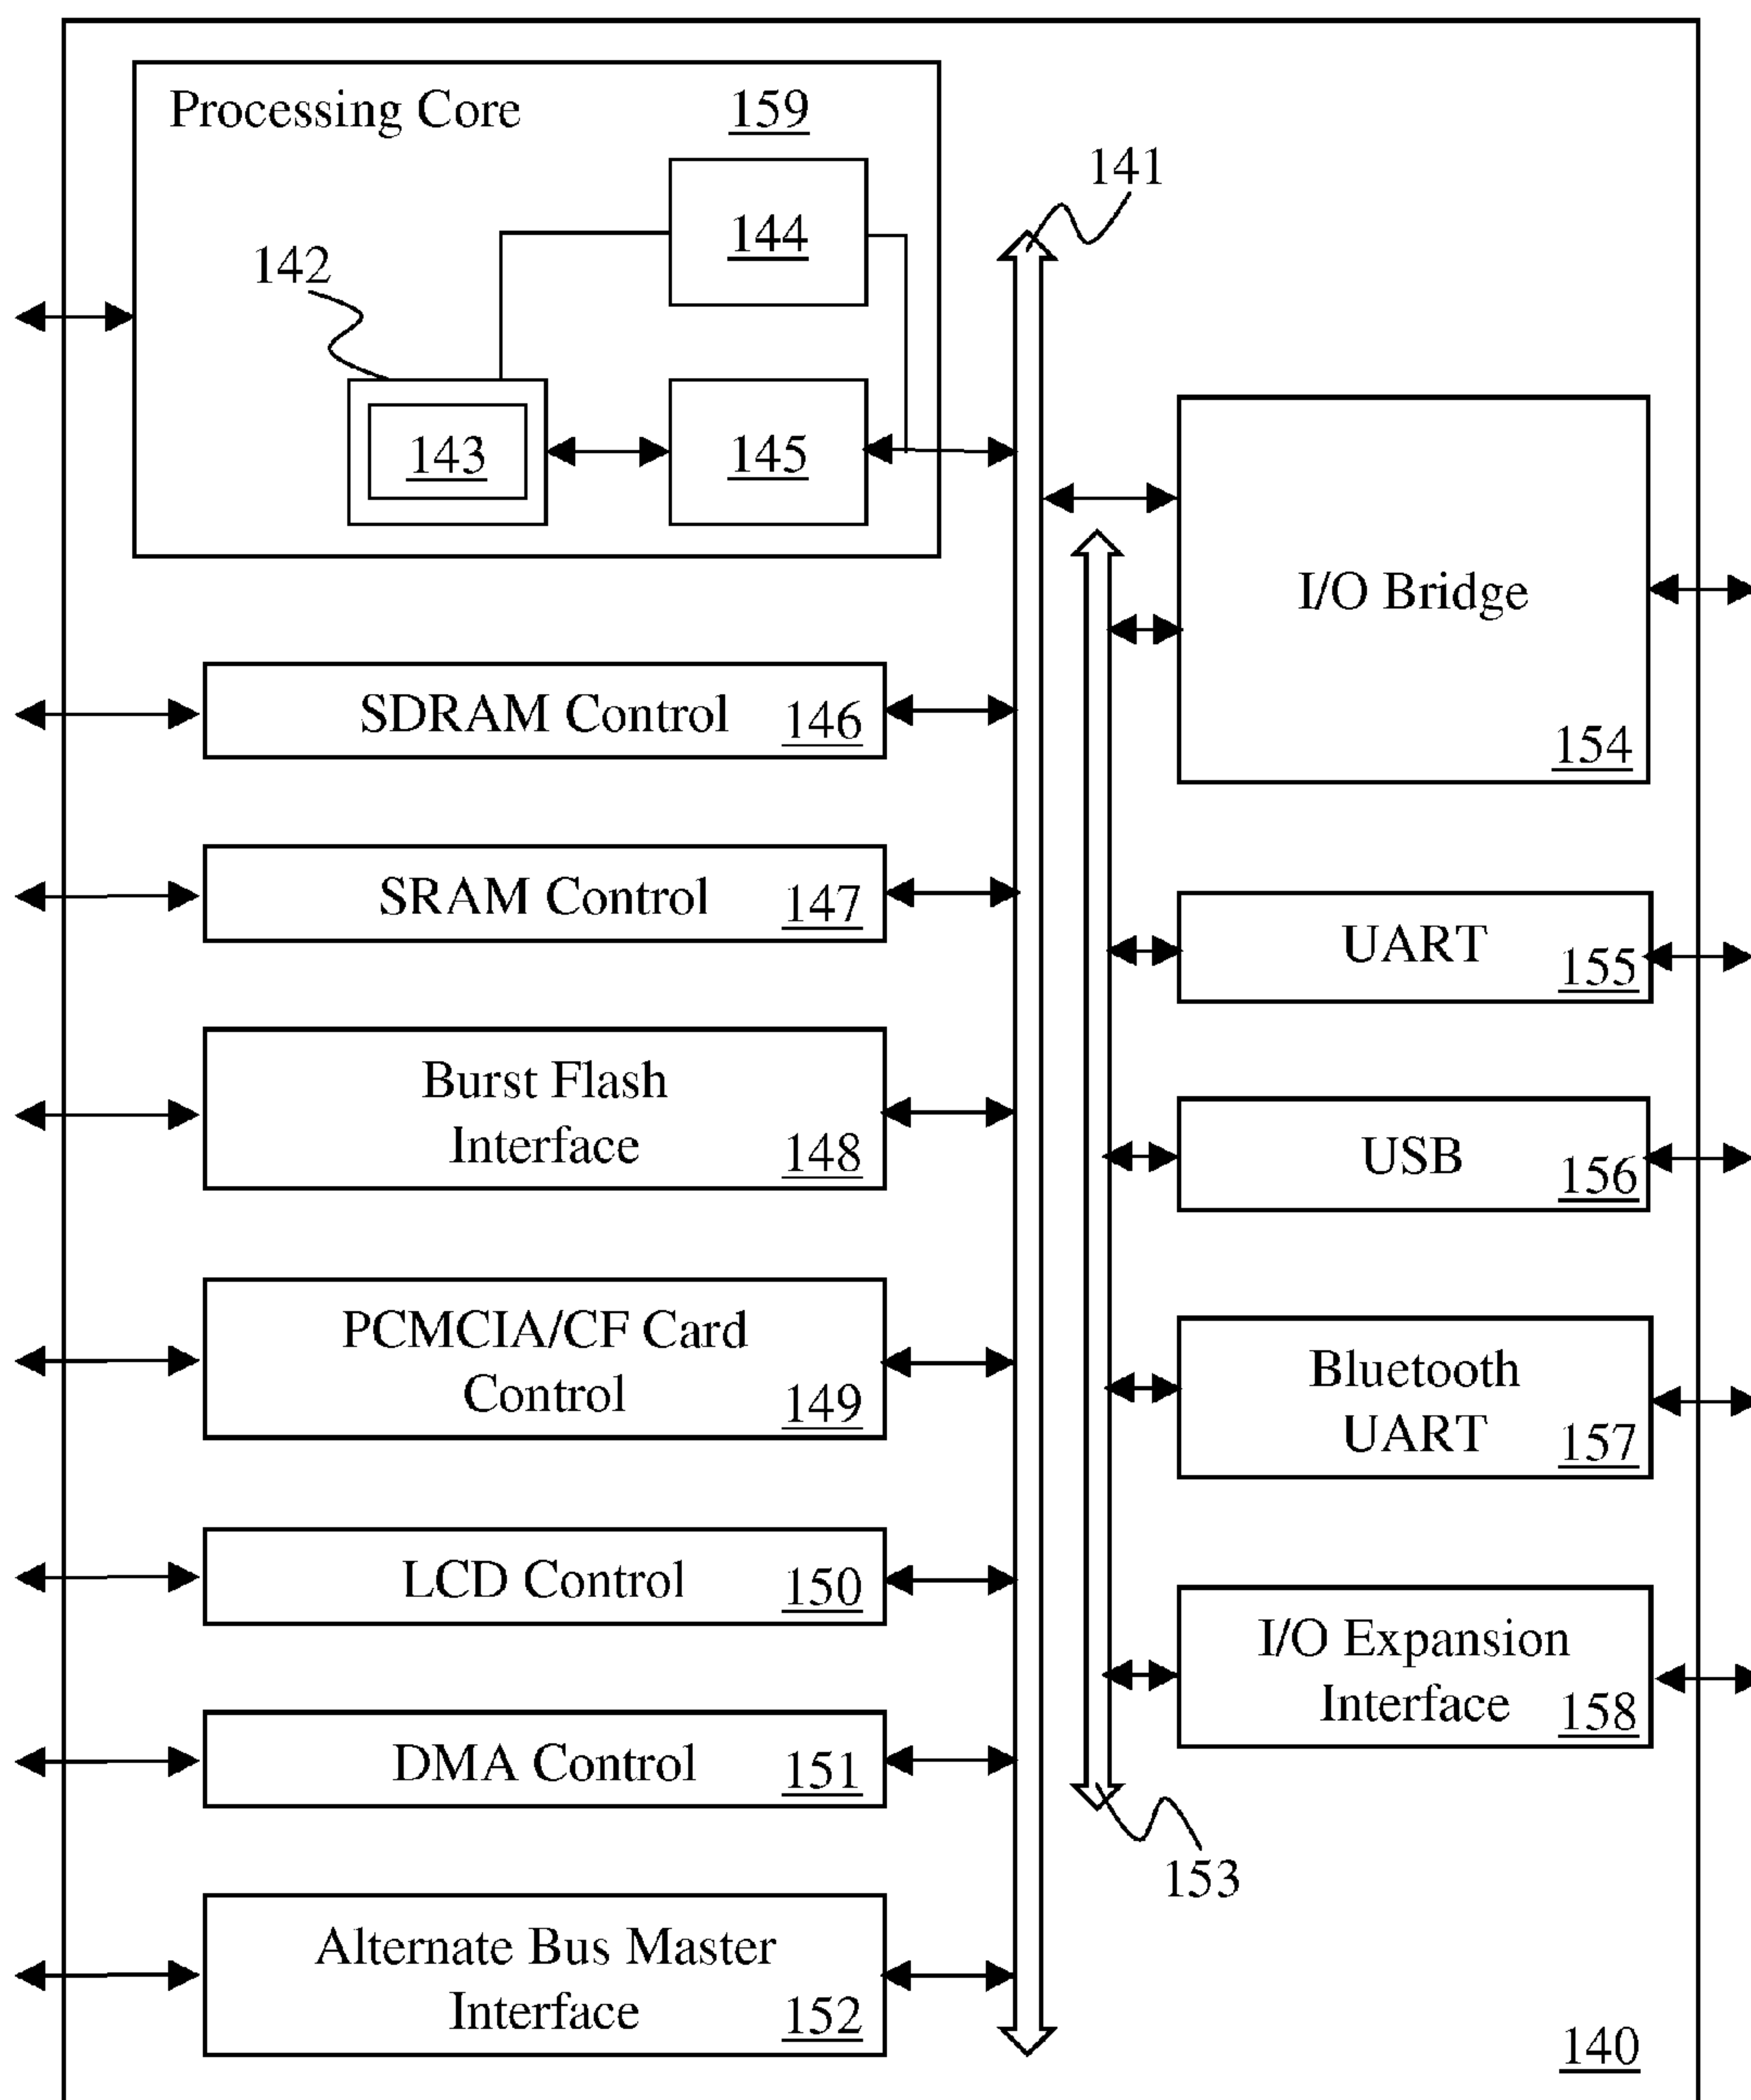 Processing Core 159
141
144
142
143
145
I/O Bridge
154
SDRAM Control 146
SRAM Control 147
UART 155
Burst Flash
Interface 148
USB 156
PCMCIA/CF Card
Control 149
Bluetooth
UART 157
LCD Control 150
I/O Expansion
Interface 158
DMA Control 151
153
Alternate Bus Master
Interface 152
140